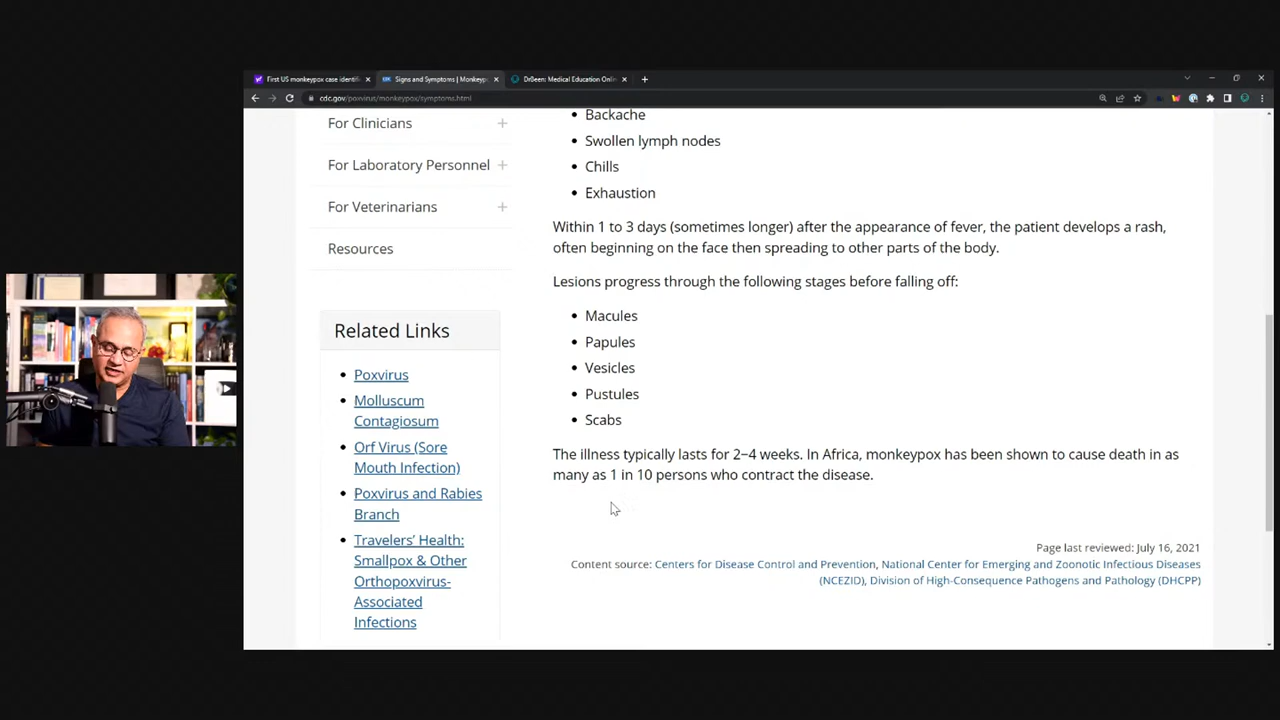 First US monkeypox case identif
Signs and Symptoms | Monkeyp
DrBeen: Medical Education Onl
cdc.gov/poxvirus/monkeypox/symptoms.html
For Clinicians
For Laboratory Personnel
For Veterinarians
Resources
Related Links
Poxvirus
Molluscum
Contagiosum
Orf Virus (Sore
Mouth Infection)
Poxvirus and Rabies
Branch
Travelers’ Health:
Smallpox & Other
Orthopoxvirus-
Associated
Infections
Backache
Swollen lymph nodes
Chills
Exhaustion
Within 1 to 3 days (sometimes longer) after the appearance of fever, the patient develops a rash,
often beginning on the face then spreading to other parts of the body.
Lesions progress through the following stages before falling off:
Macules
Papules
Vesicles
Pustules
Scabs
The illness typically lasts for 2−4 weeks. In Africa, monkeypox has been shown to cause death in as
many as 1 in 10 persons who contract the disease.
Page last reviewed: July 16, 2021
Content source: Centers for Disease Control and Prevention, National Center for Emerging and Zoonotic Infectious Diseases
(NCEZID), Division of High-Consequence Pathogens and Pathology (DHCPP)